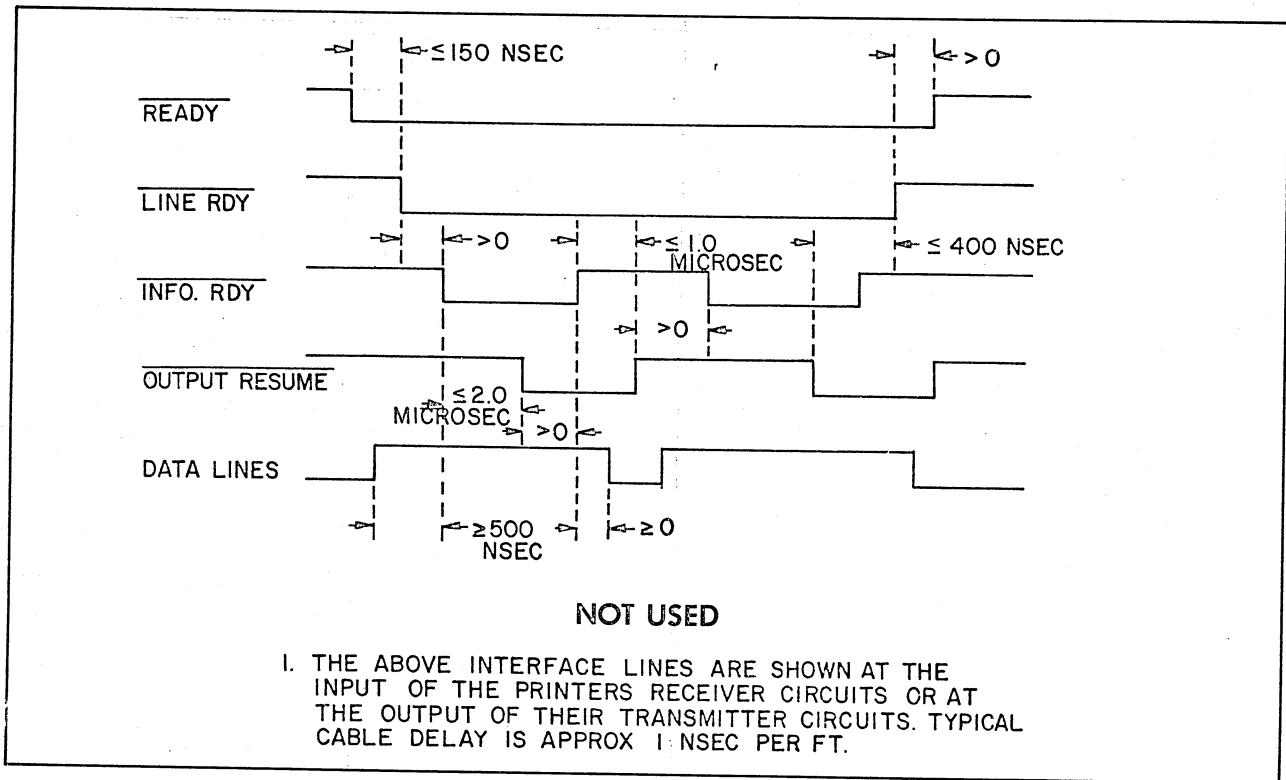 ≤150 NSEC
>0
READY
LINE RDY
>0
≤1.0
MICROSEC
≤ 400 NSEC
INFO. RDY
>0
OUTPUT RESUME
≤2.0
MICROSEC
>0
DATA LINES
≥500
NSEC
≥0
NOT USED
1. THE ABOVE INTERFACE LINES ARE SHOWN AT THE
INPUT OF THE PRINTERS RECEIVER CIRCUITS OR AT
THE OUTPUT OF THEIR TRANSMITTER CIRCUITS. TYPICAL
CABLE DELAY IS APPROX 1 NSEC PER FT.